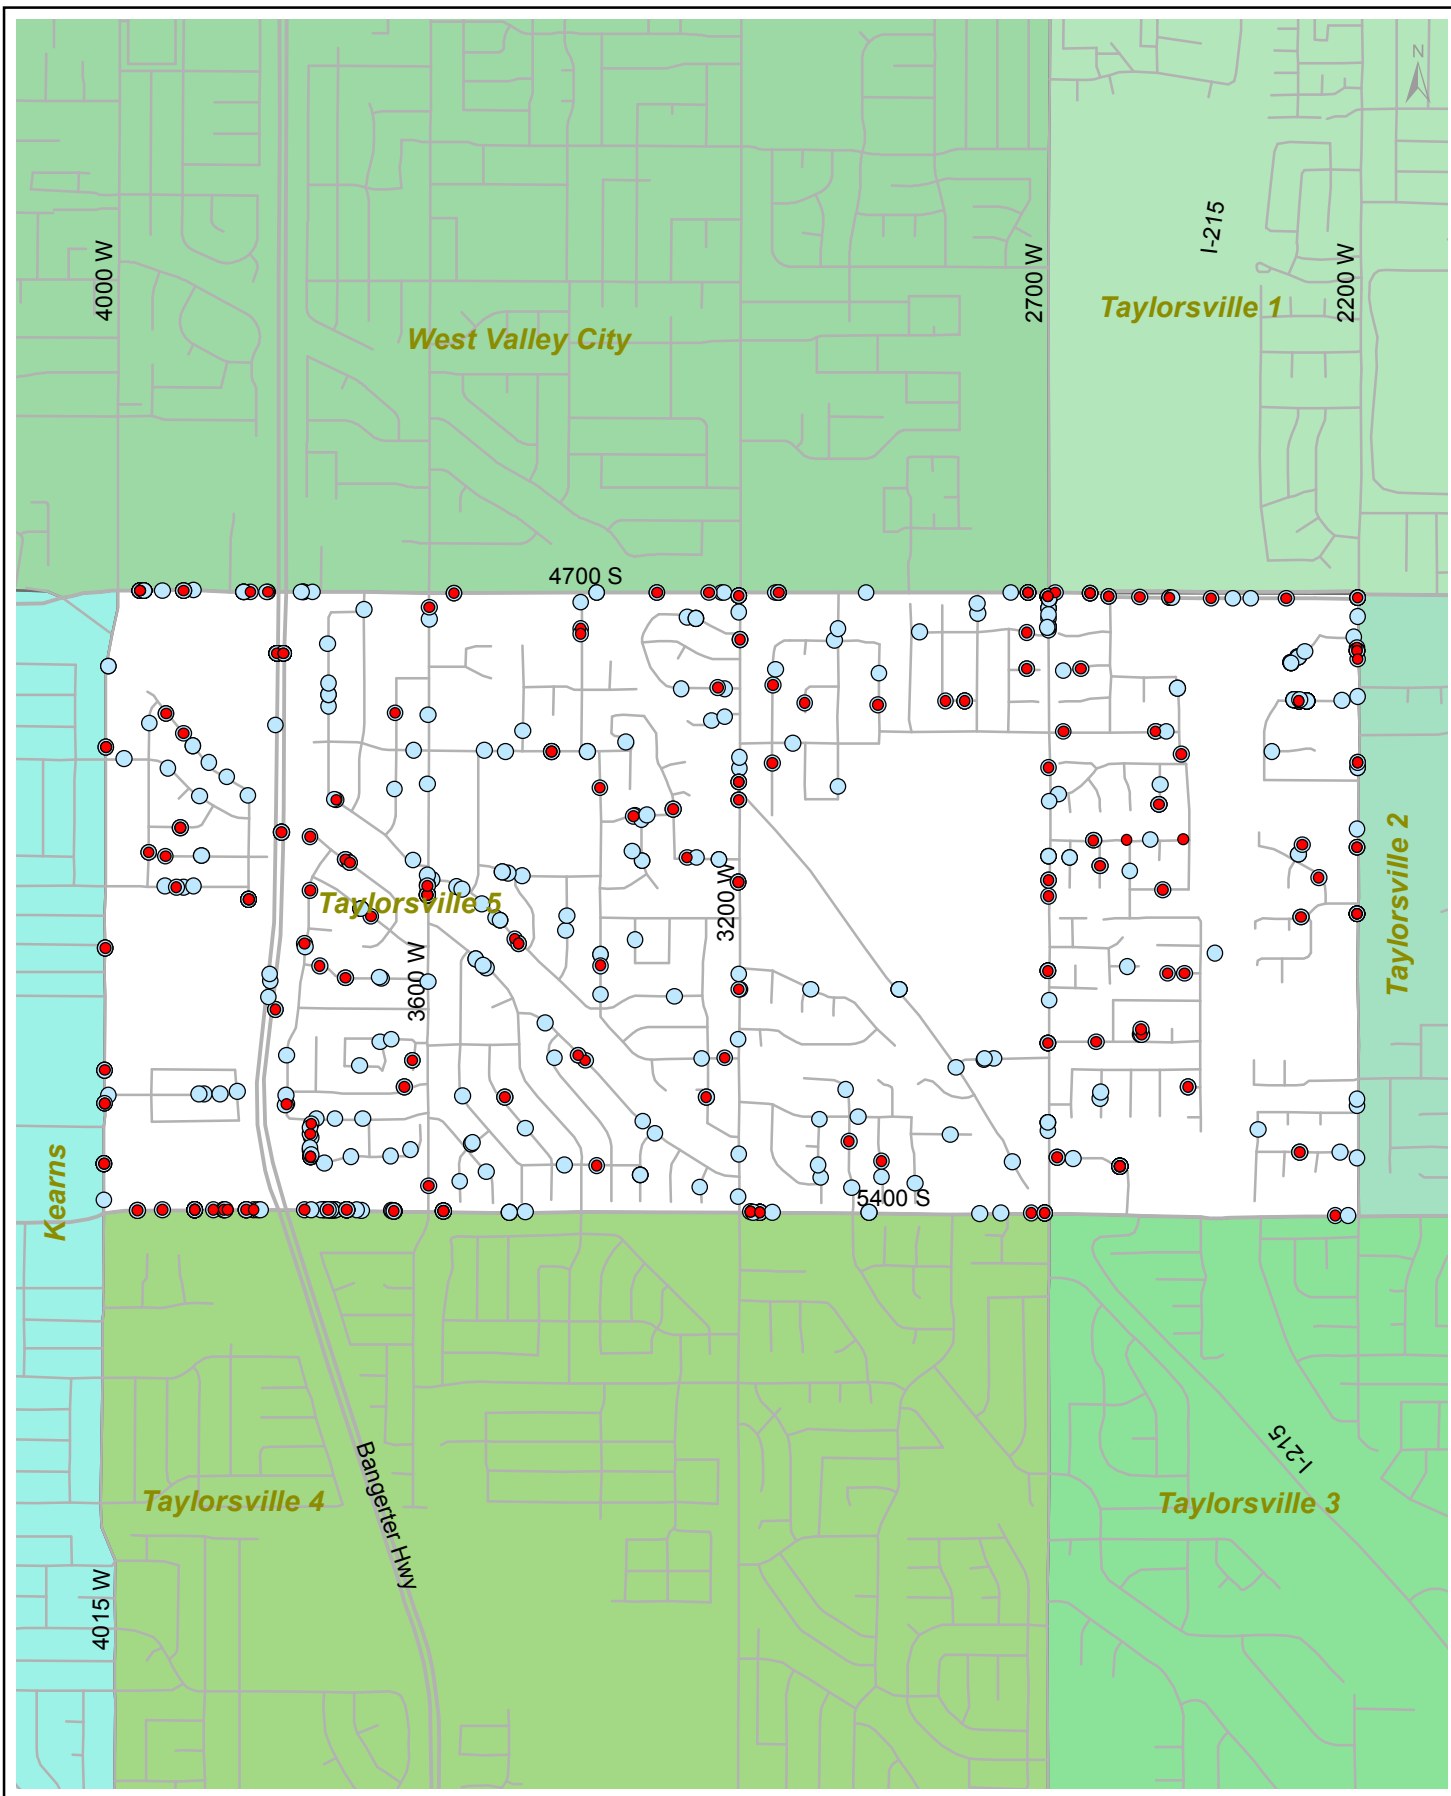 N
I-215
4000 W
2700 W
2200 W
Taylorsville 1
West Valley City
4700 S
Taylorsville 2
3200 W
Taylorsville 5
3600 W
Kearns
5400 S
I-215
Taylorsville 4
Taylorsville 3
Bangerter Hwy
4015 W